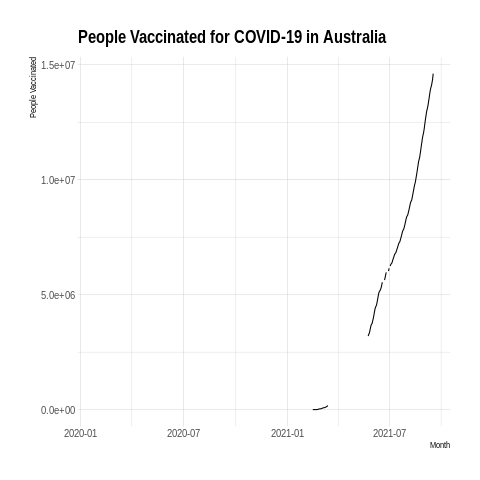 People Vaccinated for COVID-19 in Australia
People Vaccinated
1.5e+07
1.0e+07
5.0e+06
0.0e+00
2020-01 2020-07 2021-01 2021-07
Month